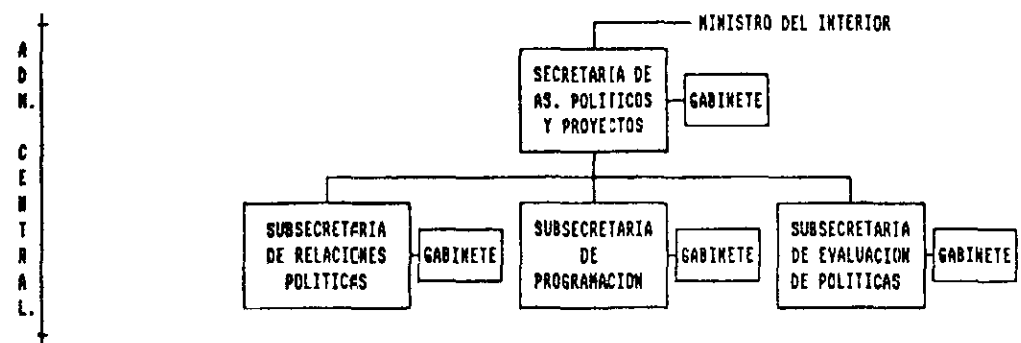 MINISTRO DEL INTERIOR
SECRETARIA DE
AS. POLITICOS
Y PROYECTOS
GABINETE
SUBSECRETARIA
DE RELACIONES
POLITICAS
GABINETE
SUBSECRETARIA
DE
PROGRAMACION
GABINETE
SUBSECRETARIA
DE EVALUACION
DE POLITICAS
GABINETE
ADM. CENTRAL.